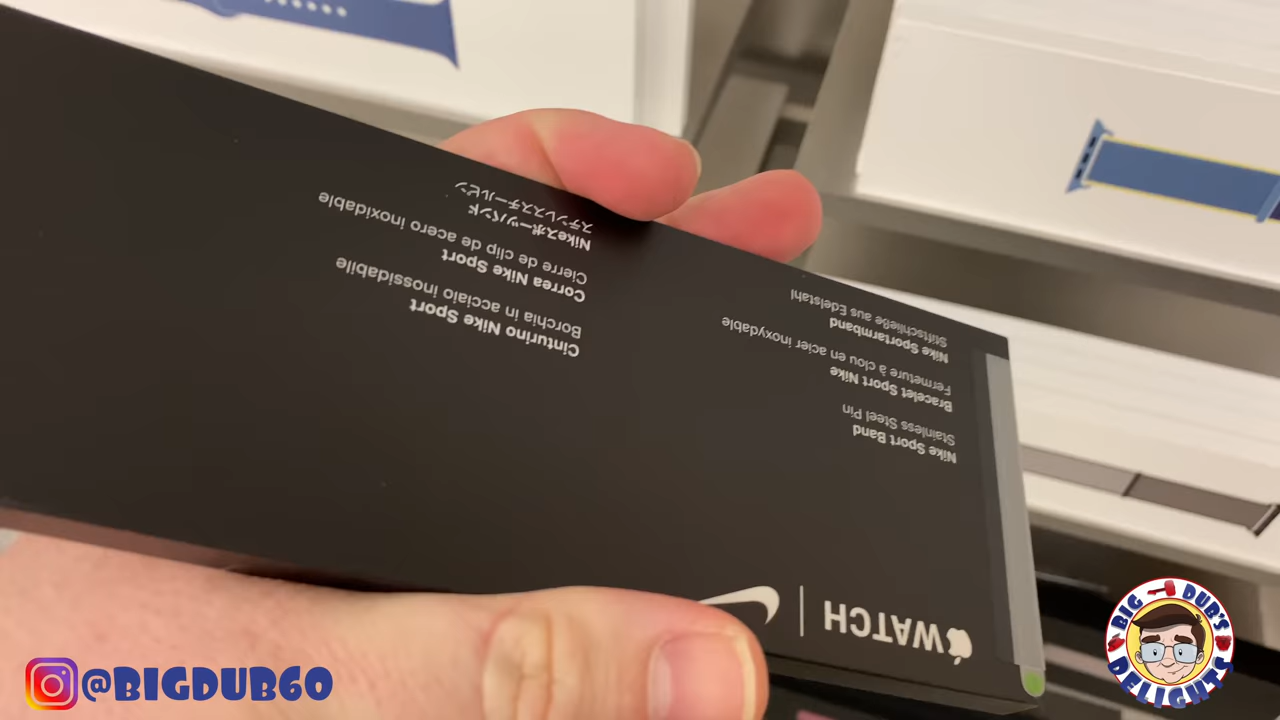 WATCH
Nike Sport Band
Stainless Steel Pin
Bracelet Sport Nike
Fermeture à clou en acier inoxydable
Nike Sportarmband
Stiftschließe aus Edelstahl
Cinturino Nike Sport
Borchia in acciaio inossidabile
Correa Nike Sport
Cierre de clip de acero inoxidable
Nikeスポーツバンド
ステンレススチールピン
@BIGDUB60
BIG DUB'S
DELIGHTS